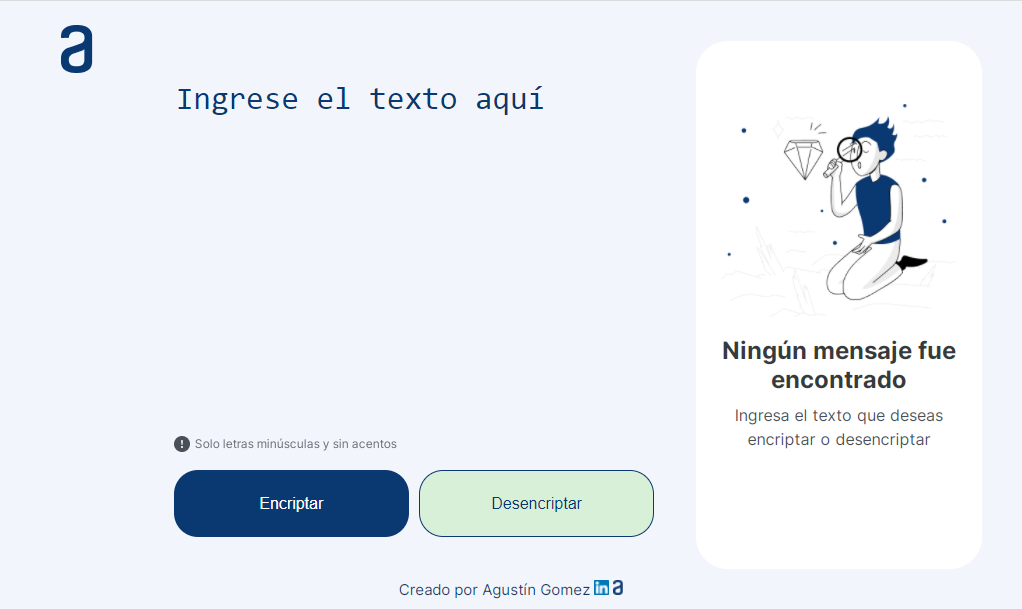 a
Ingrese el texto aquí
Ningún mensaje fue
encontrado
Ingresa el texto que deseas
encriptar o desencriptar
! Solo letras minúsculas y sin acentos
Encriptar
Desencriptar
Creado por Agustín Gomez in a